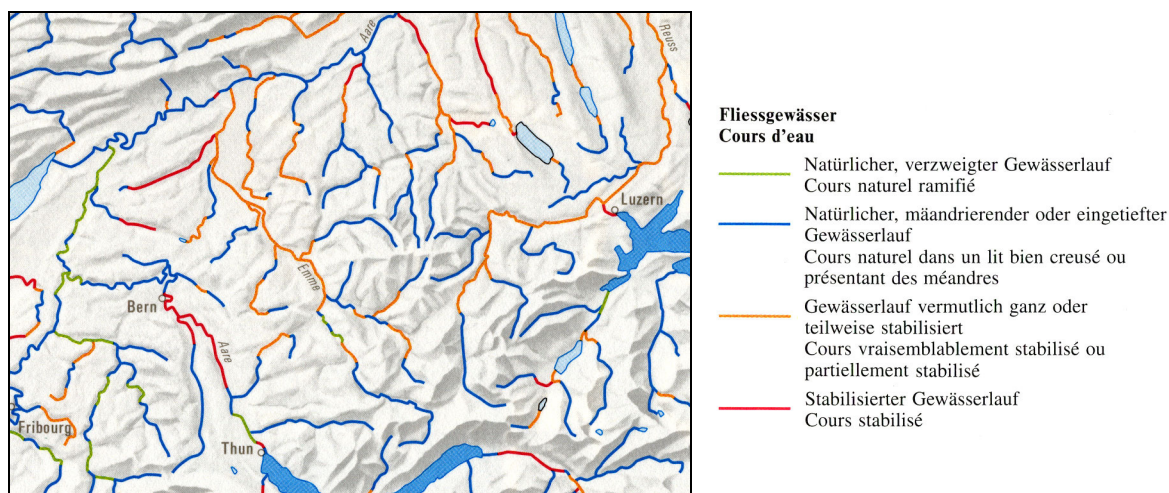 Aare
Reuss
Luzern
Emme
Bern
Aare
Fribourg
Thun
Fliessgewässer
Cours d'eau
Natürlicher, verzweigter Gewässerlauf
Cours naturel ramifié
Natürlicher, mäandrierender oder eingetiefter
Gewässerlauf
Cours naturel dans un lit bien creusé ou
présentant des méandres
Gewässerlauf vermutlich ganz oder
teilweise stabilisiert
Cours vraisemblablement stabilisé ou
partiellement stabilisé
Stabilisierter Gewässerlauf
Cours stabilisé